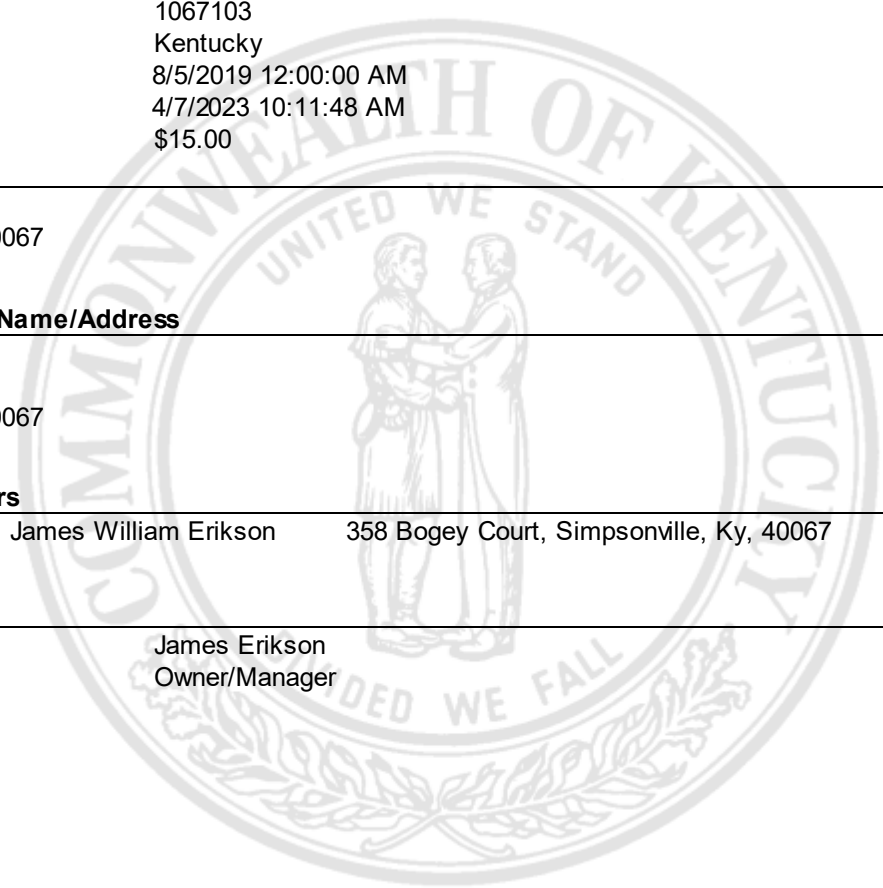 1067103
Kentucky
8/5/2019 12:00:00 AM
4/7/2023 10:11:48 AM
$15.00
0067
Name/Address
0067
rs
James William Erikson 358 Bogey Court, Simpsonville, Ky, 40067
James Erikson
Owner/Manager
COMMONWEALTH OF KENTUCKY
UNITED WE STAND
DIVIDED WE FALL